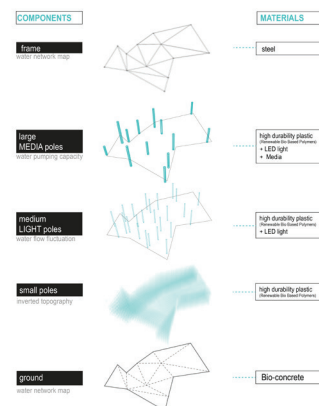 COMPONENTS
MATERIALS
frame
water network map
steel
large
MEDIA poles
water pumping capacity
high durability plastic
(Renewable Bio Based Polymers)
+ LED light
+ Media
medium
LIGHT poles
water flow fluctuation
high durability plastic
(Renewable Bio Based Polymers)
+ LED light
small poles
inverted topography
high durability plastic
(Renewable Bio Based Polymers)
ground
water network map
Bio-concrete